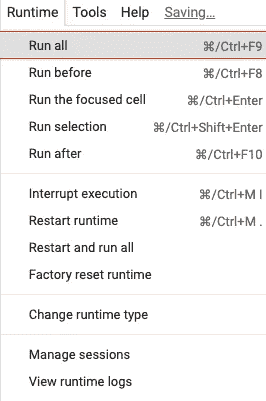 Runtime Tools Help Saving...
Run all ⌘/Ctrl+F9
Run before ⌘/Ctrl+F8
Run the focused cell ⌘/Ctrl+Enter
Run selection ⌘/Ctrl+Shift+Enter
Run after ⌘/Ctrl+F10
Interrupt execution ⌘/Ctrl+M I
Restart runtime ⌘/Ctrl+M .
Restart and run all
Factory reset runtime
Change runtime type
Manage sessions
View runtime logs